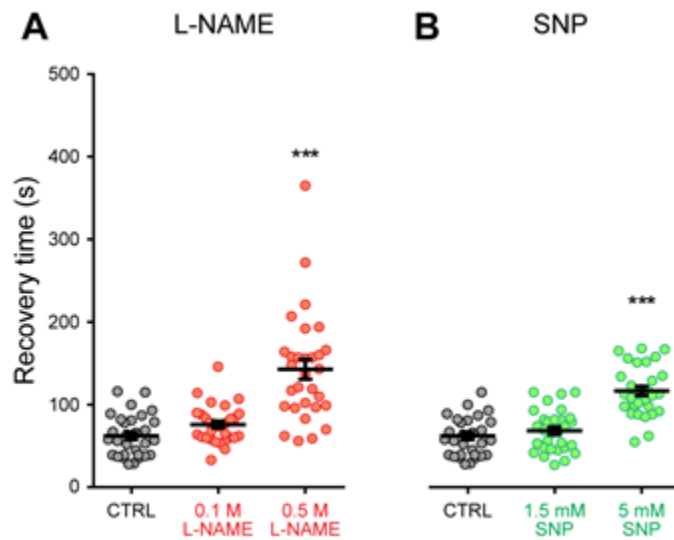 A L-NAME B SNP
500
400
300
200
100
0
Recovery time (s)
***
***
CTRL 0.1 M 0.5 M CTRL 1.5 mM 5 mM
L-NAME L-NAME SNP SNP